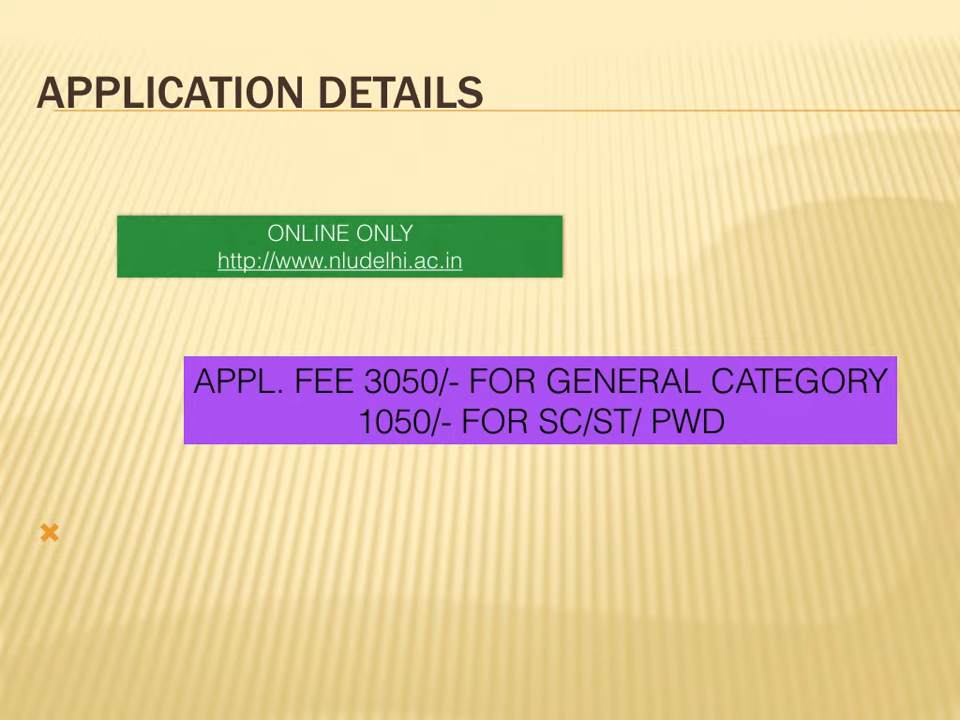 APPLICATION DETAILS
ONLINE ONLY
http://www.nludelhi.ac.in
APPL. FEE 3050/- FOR GENERAL CATEGORY
1050/- FOR SC/ST/ PWD